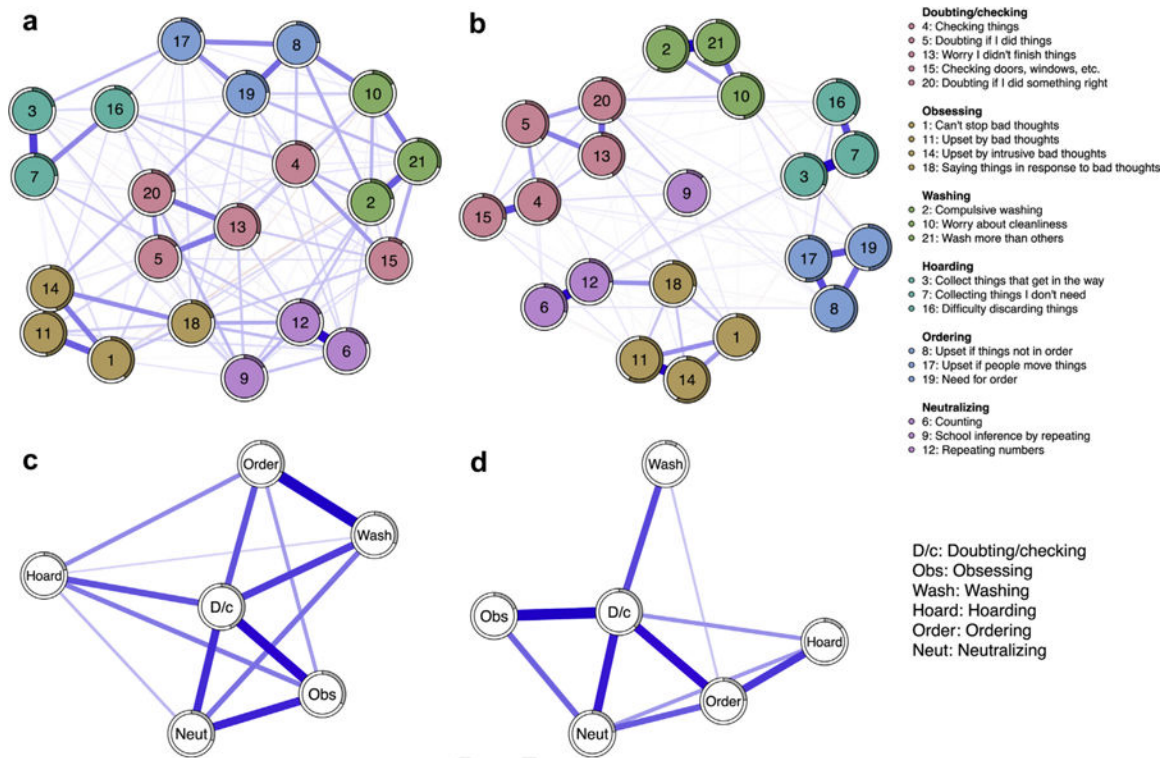 a
17
8
3
16
19
10
7
4
21
20
2
13
5
15
14
18
12
11
1
6
9
b
2
21
10
20
5
13
16
7
3
9
15
4
17
19
12
6
18
8
1
11
14
Doubting/checking
4: Checking things
5: Doubting if I did things
13: Worry I didn't finish things
15: Checking doors, windows, etc.
20: Doubting if I did something right
Obsessing
1: Can't stop bad thoughts
11: Upset by bad thoughts
14: Upset by intrusive bad thoughts
18: Saying things in response to bad thoughts
Washing
2: Compulsive washing
10: Worry about cleanliness
21: Wash more than others
Hoarding
3: Collect things that get in the way
7: Collecting things I don't need
16: Difficulty discarding things
Ordering
8: Upset if things not in order
17: Upset if people move things
19: Need for order
Neutralizing
6: Counting
9: School inference by repeating
12: Repeating numbers
c
Order
Wash
Hoard
D/c
Obs
Neut
d
Wash
Obs
D/c
Hoard
Order
Neut
D/c: Doubting/checking
Obs: Obsessing
Wash: Washing
Hoard: Hoarding
Order: Ordering
Neut: Neutralizing